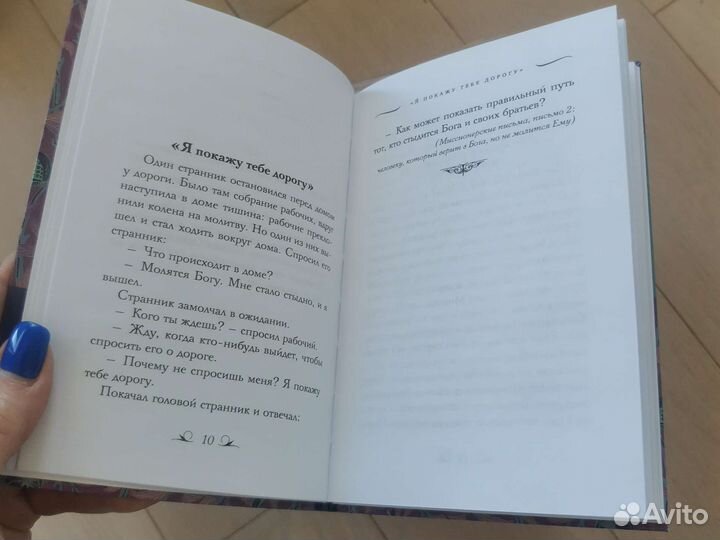 «Я покажу тебе дорогу»
Один странник остановился перед домом
у дороги. Было там собрание рабочих, вдруг
наступила в доме тишина: рабочие прекло-
нили колена на молитву. Но один из них вы-
шел и стал ходить вокруг дома. Спросил его
странник:
– Что происходит в доме?
– Молятся Богу. Мне стало стыдно, и я
вышел.
Странник замолчал в ожидании.
– Кого ты ждешь? – спросил рабочий.
– Жду, когда кто-нибудь выйдет, чтобы
спросить его о дороге.
– Почему не спросишь меня? Я покажу
тебе дорогу.
Покачал головой странник и отвечал:
10
«Я ПОКАЖУ ТЕБЕ ДОРОГУ»
– Как может показать правильный путь
тот, кто стыдится Бога и своих братьев?
(Миссионерские письма, письмо 2:
человеку, который верит в Бога, но не молится Ему)
Avito